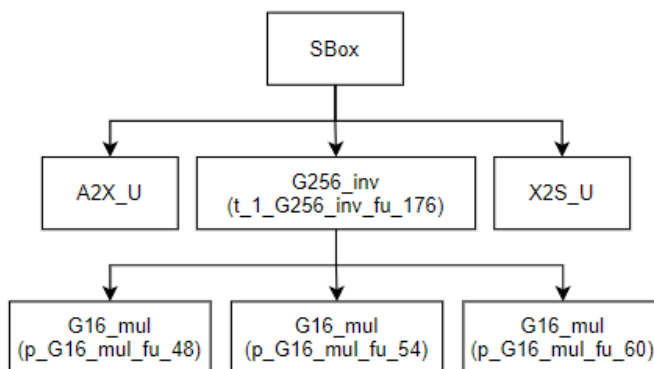 SBox
A2X_U
G256_inv
(t_1_G256_inv_fu_176)
X2S_U
G16_mul
(p_G16_mul_fu_48)
G16_mul
(p_G16_mul_fu_54)
G16_mul
(p_G16_mul_fu_60)